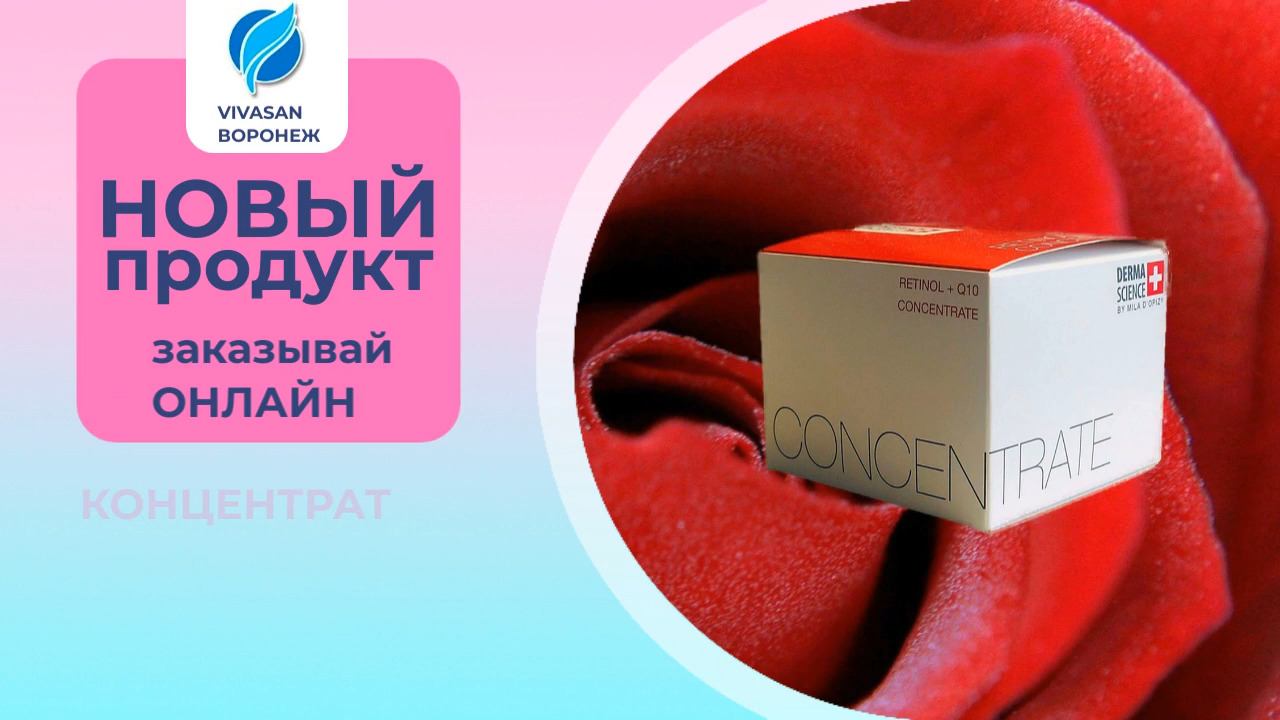 VIVASAN
ВОРОНЕЖ
НОВЫЙ
продукт
заказывай
ОНЛАЙН
КОНЦЕНТРАТ
RETINOL + Q10
CONCENTRATE
DERMA
SCIENCE
BY MILA D'OPIZ
CONCENTRATE